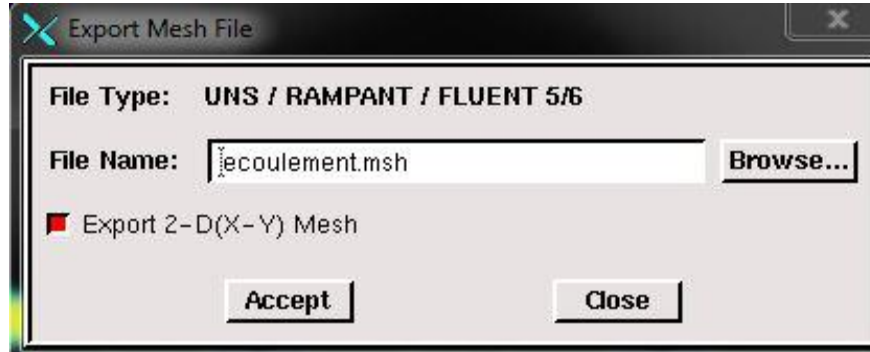 Export Mesh File
File Type: UNS / RAMPANT / FLUENT 5/6
File Name: ecoulement.msh Browse...
Export 2-D(X-Y) Mesh
Accept Close